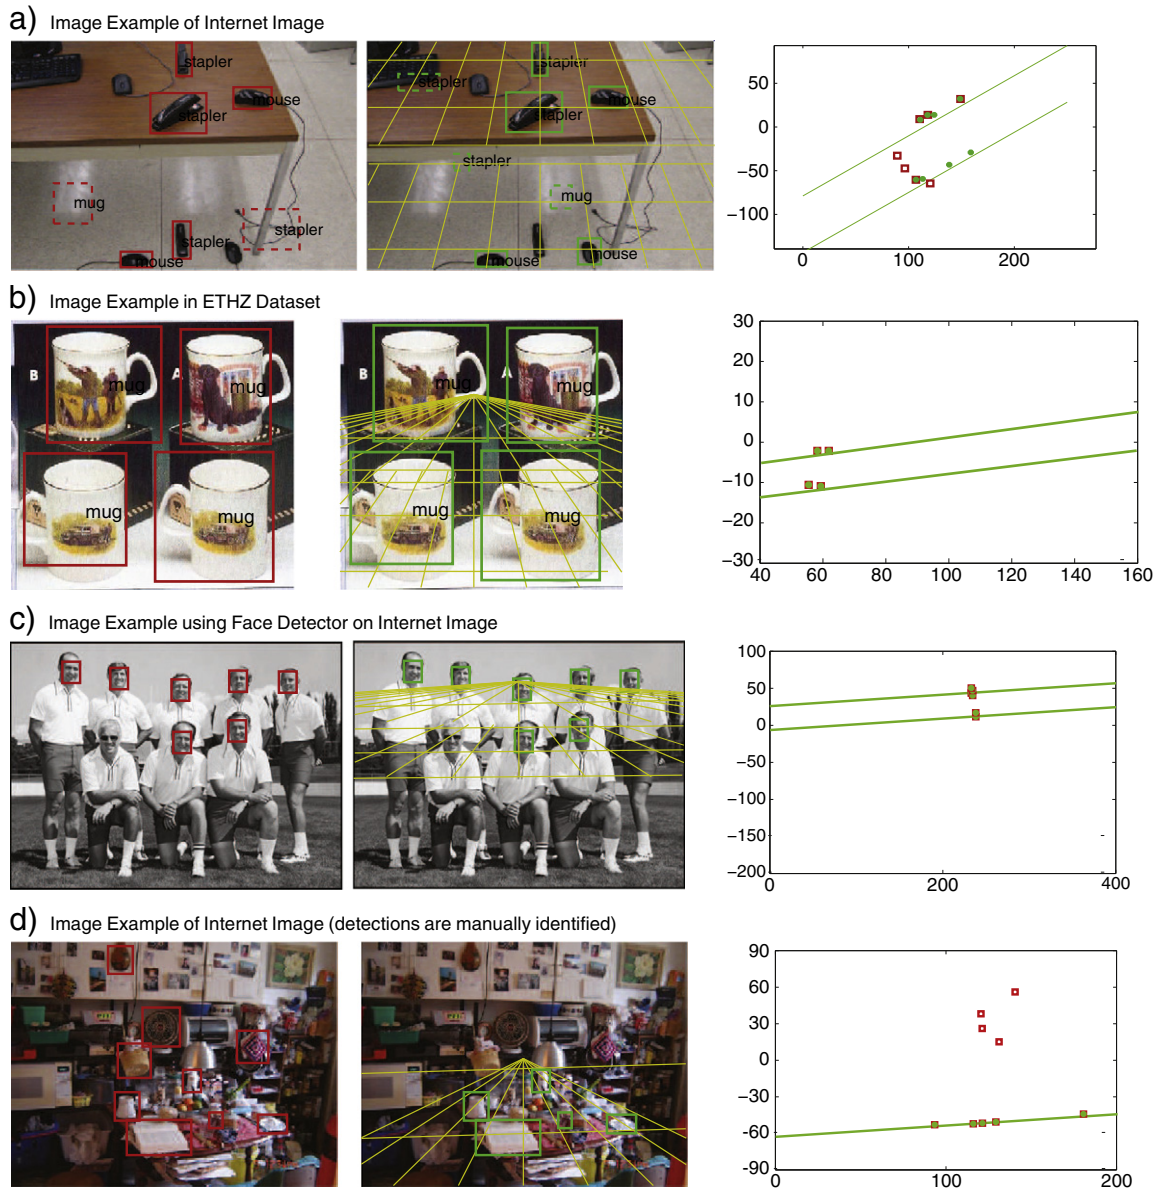 a) Image Example of Internet Image
stapler
mouse
stapler
mug
stapler
stapler
mouse
stapler
stapler
mouse
stapler
stapler
mug
mouse
mouse
50
0
−50
−100
0 100 200
b) Image Example in ETHZ Dataset
B A
mug mug
mug mug
B A
mug mug
mug mug
30
20
10
0
−10
−20
−30
40 60 80 100 120 140 160
c) Image Example using Face Detector on Internet Image
100
50
0
−50
−100
−150
−200
0 200 400
d) Image Example of Internet Image (detections are manually identified)
90
60
30
0
−30
−60
-90
0 100 200